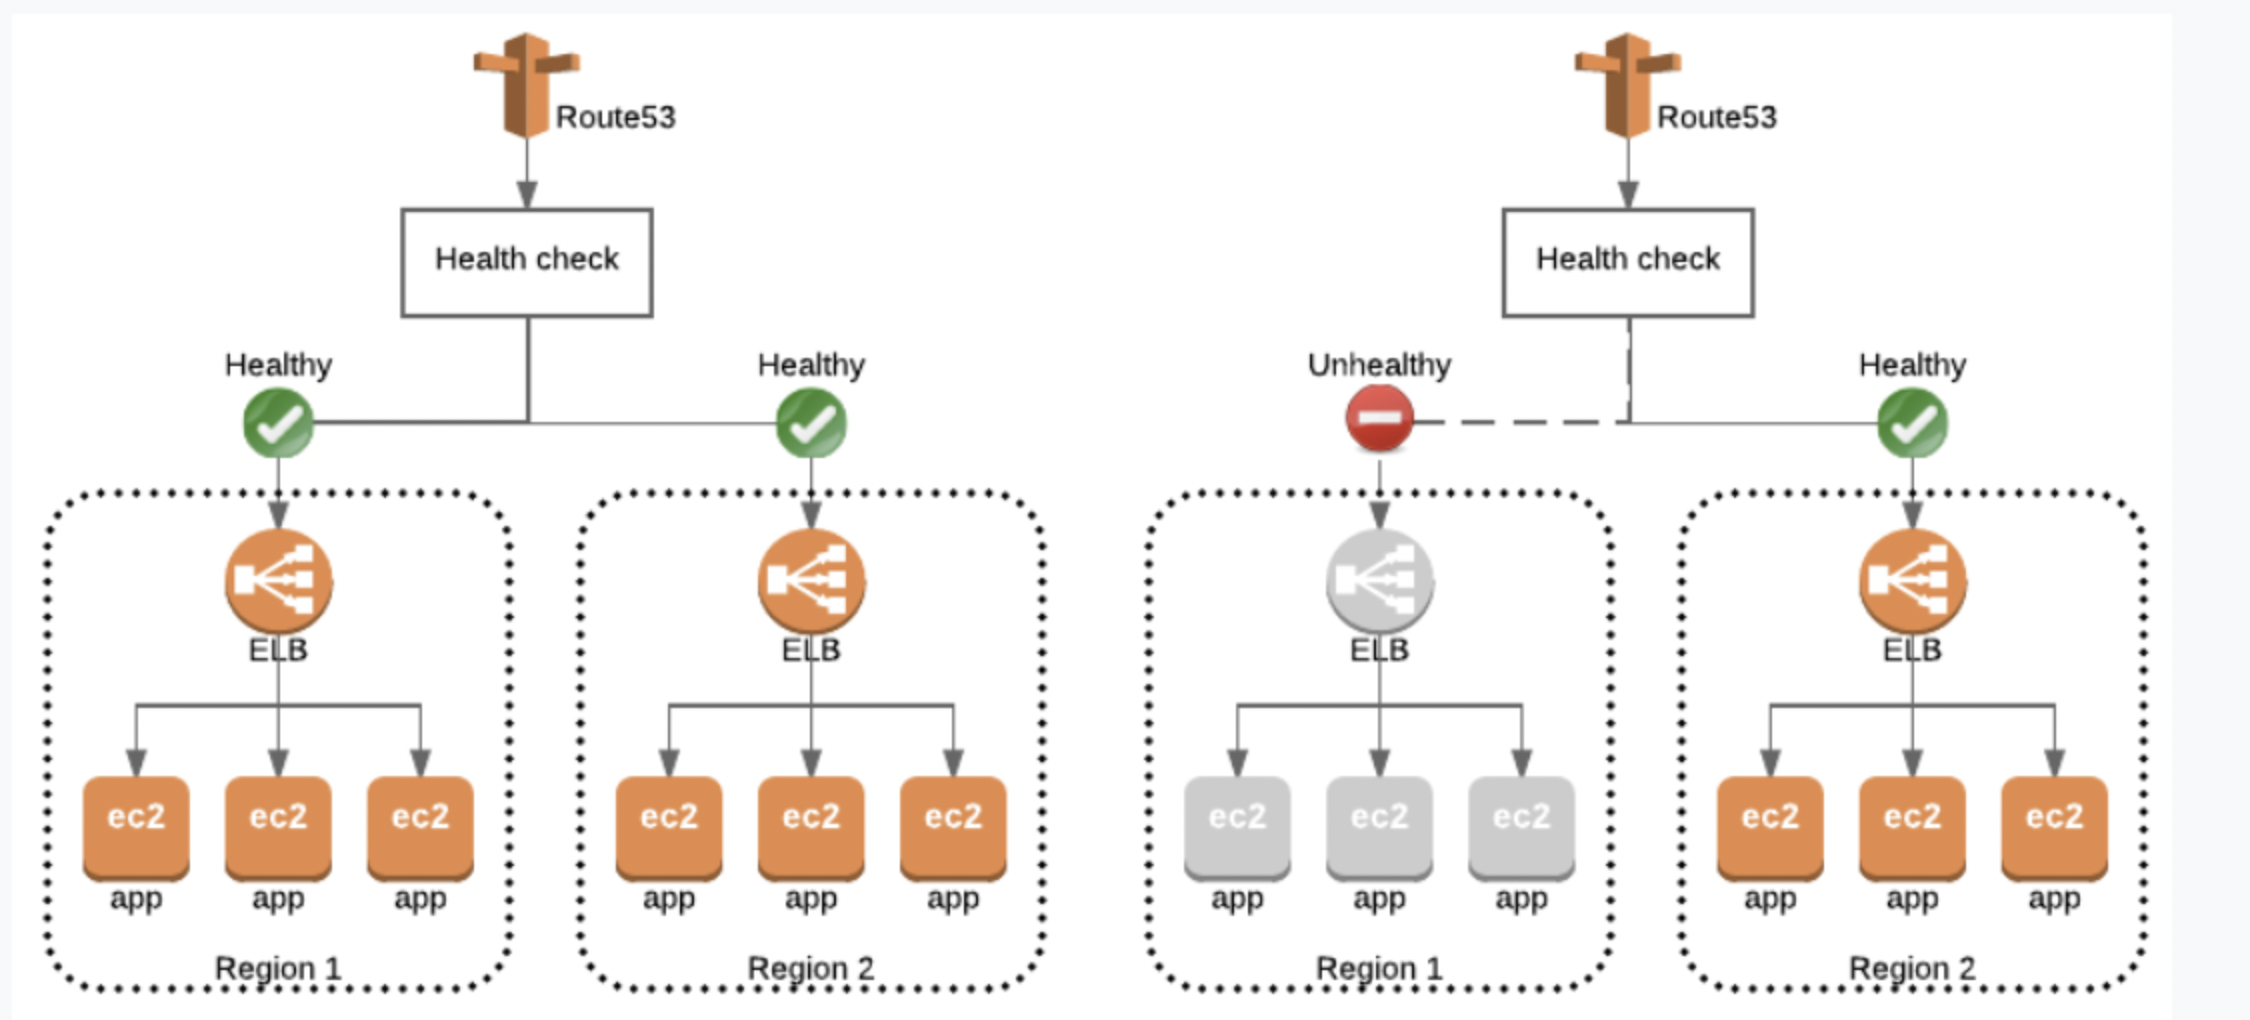 Route53
Route53
Health check
Health check
Healthy
Healthy
Unhealthy
Healthy
ELB
ELB
ELB
ELB
ec2
ec2
ec2
ec2
ec2
ec2
ec2
ec2
ec2
ec2
ec2
ec2
app
app
app
app
app
app
app
app
app
app
app
app
Region 1
Region 2
Region 1
Region 2